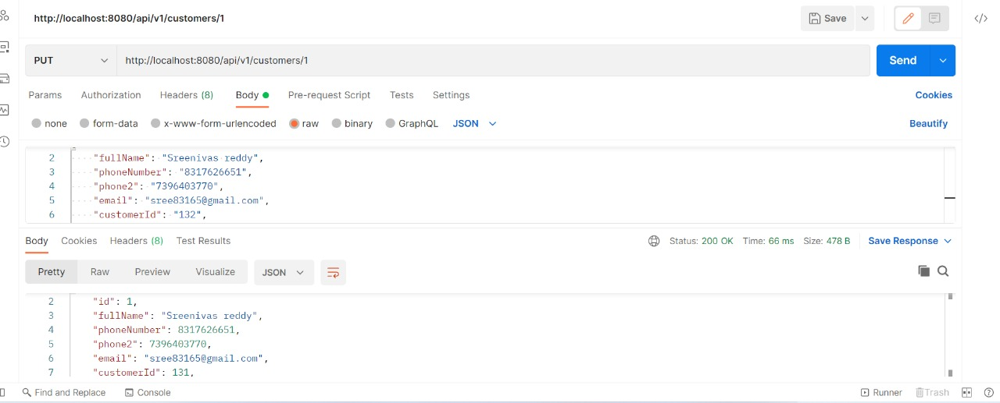 http://localhost:8080/api/v1/customers/1
Save
PUT
http://localhost:8080/api/v1/customers/1
Send
Params Authorization Headers (8) Body Pre-request Script Tests Settings Cookies
none form-data x-www-form-urlencoded raw binary GraphQL JSON Beautify
2 "fullName": "Sreenivas reddy",
3 "phoneNumber": "8317626651",
4 "phone2": "7396403770",
5 "email": "sree83165@gmail.com",
6 "customerId": "132",
Body Cookies Headers (8) Test Results Status: 200 OK Time: 66 ms Size: 478 B Save Response
Pretty Raw Preview Visualize JSON
2 "id": 1,
3 "fullName": "Sreenivas reddy",
4 "phoneNumber": 8317626651,
5 "phone2": 7396403770,
6 "email": "sree83165@gmail.com",
7 "customerId": 131,
Find and Replace Console Runner Trash